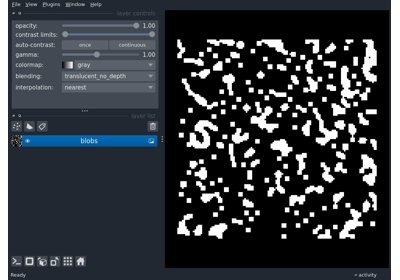 File View Plugins Window Help
layer controls
opacity: 1.00
contrast limits:
auto-contrast: once continuous
gamma: 1.00
colormap: gray
blending: translucent_no_depth
interpolation: nearest
layer list
blobs
Ready activity